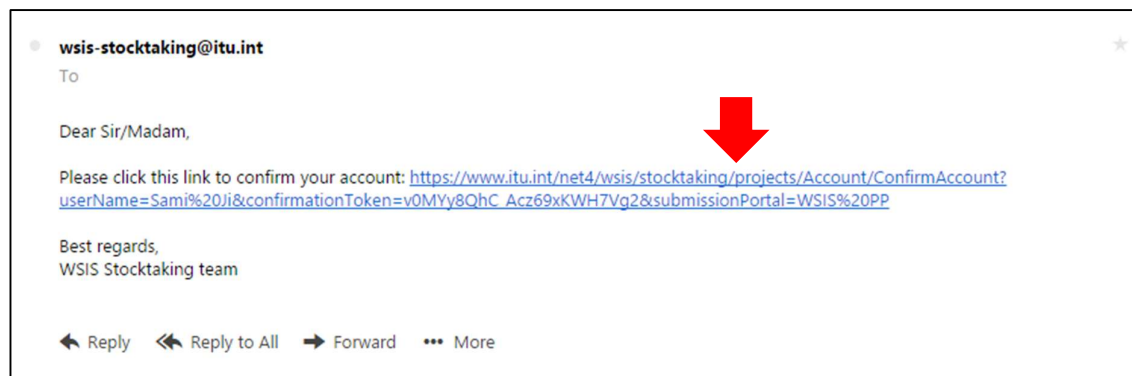 wsis-stocktaking@itu.int
To
Dear Sir/Madam,
Please click this link to confirm your account: https://www.itu.int/net4/wsis/stocktaking/projects/Account/ConfirmAccount?
userName=Sami%20Ji&confirmationToken=v0MYy8QhC_Acz69xKWH7Vg2&submissionPortal=WSIS%20PP
Best regards,
WSIS Stocktaking team
Reply Reply to All Forward ••• More